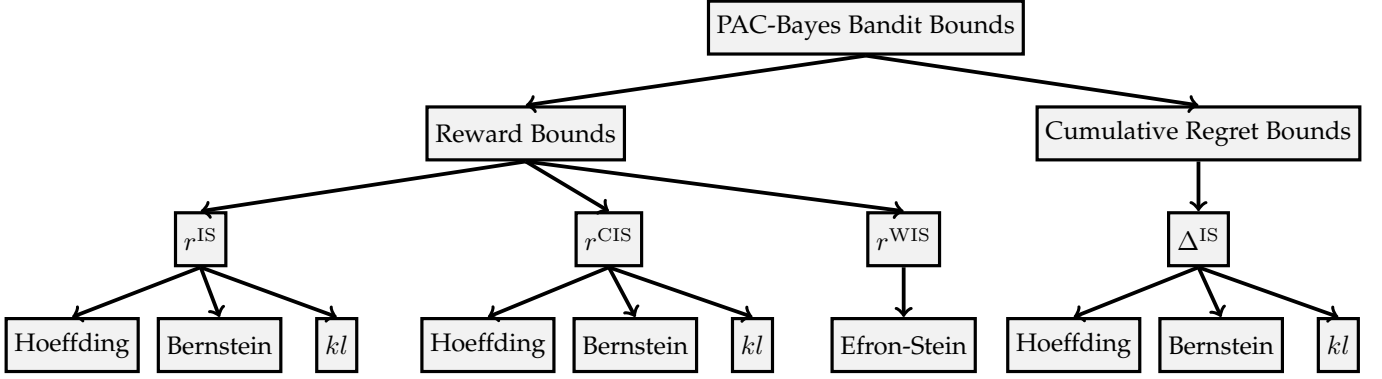 PAC-Bayes Bandit Bounds
Reward Bounds
Cumulative Regret Bounds
r^IS
r^CIS
r^WIS
Δ^IS
Hoeffding
Bernstein
kl
Hoeffding
Bernstein
kl
Efron-Stein
Hoeffding
Bernstein
kl